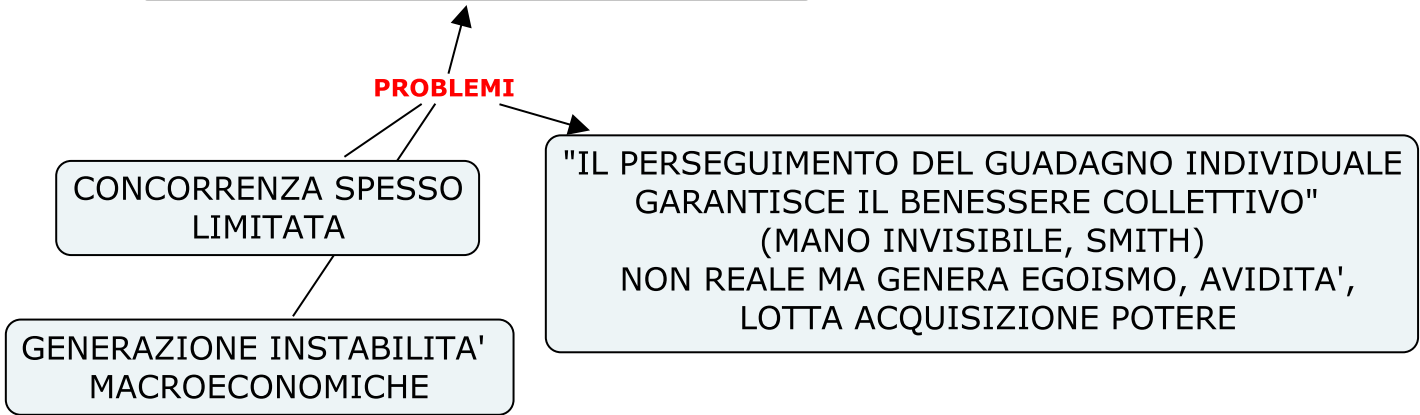 PROBLEMI
CONCORRENZA SPESSO
LIMITATA
"IL PERSEGUIMENTO DEL GUADAGNO INDIVIDUALE
GARANTISCE IL BENESSERE COLLETTIVO"
(MANO INVISIBILE, SMITH)
NON REALE MA GENERA EGOISMO, AVIDITA',
LOTTA ACQUISIZIONE POTERE
GENERAZIONE INSTABILITA'
MACROECONOMICHE